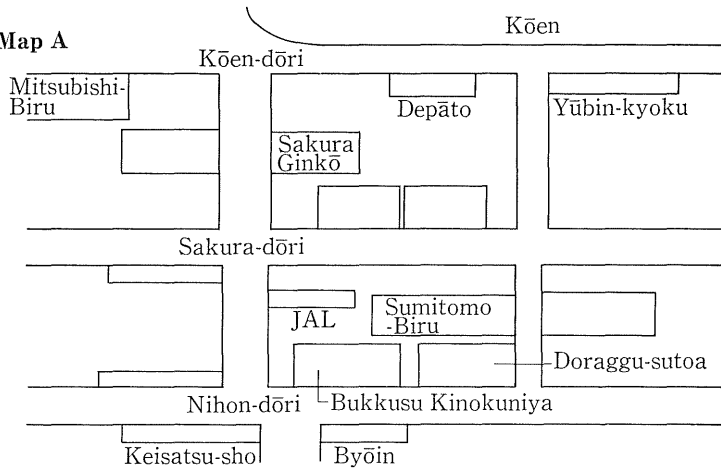 Map A
Kōen
Kōen-dōri
Mitsubishi-
Biru
Depāto
Yūbin-kyoku
Sakura
Ginkō
Sakura-dōri
JAL
Sumitomo
-Biru
Doraggu-sutoa
Nihon-dōri
Bukkusu Kinokuniya
Keisatsu-sho
Byōin